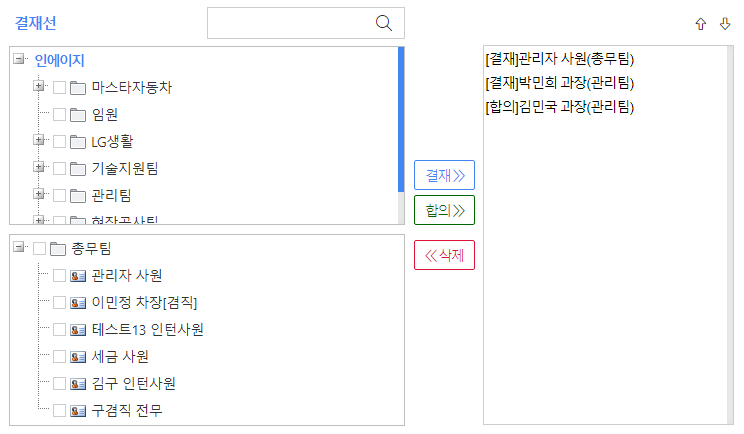 결재선
인에이지
마스타자동차
임원
LG생활
기술지원팀
관리팀
현장공사팀
총무팀
관리자 사원
이민정 차장[겸직]
테스트13 인턴사원
세금 사원
김구 인턴사원
구겸직 전무
결재
합의
삭제
[결재]관리자 사원(총무팀)
[결재]박민희 과장(관리팀)
[합의]김민국 과장(관리팀)